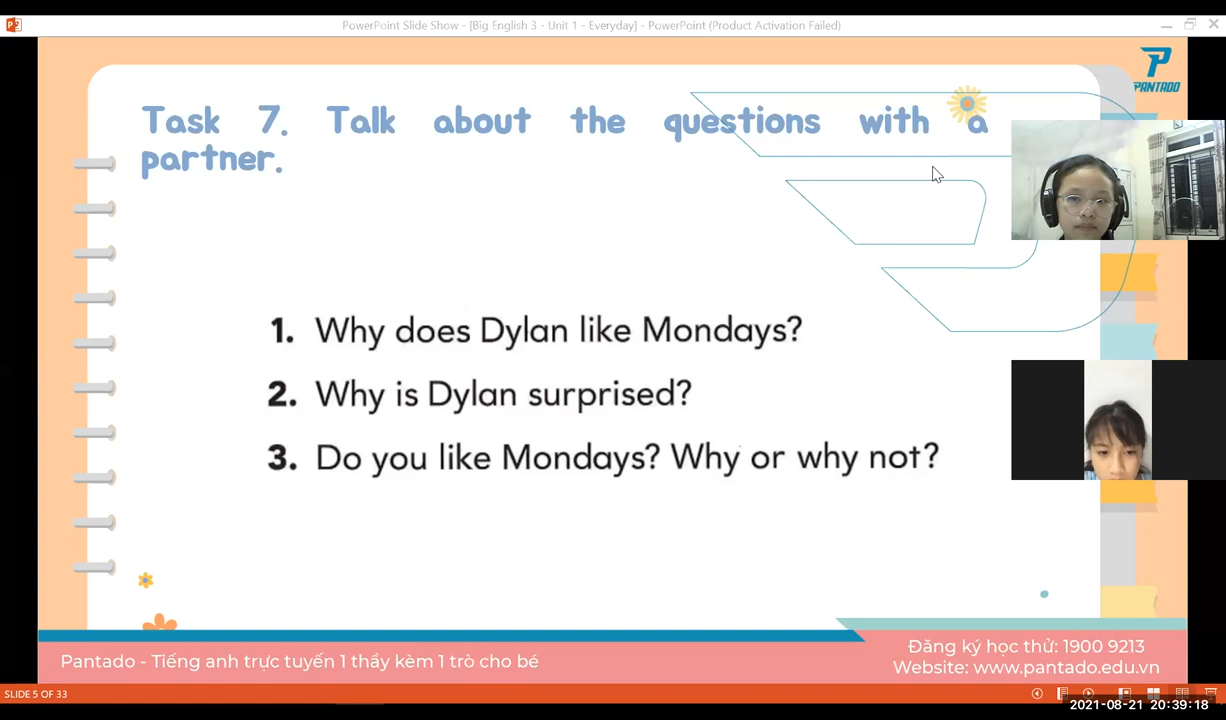 PowerPoint Slide Show - [Big English 3 - Unit 1 - Everyday] - PowerPoint (Product Activation Failed)
PANTADO
Task 7. Talk about the questions with a
partner.
1. Why does Dylan like Mondays?
2. Why is Dylan surprised?
3. Do you like Mondays? Why or why not?
Pantado - Tiếng anh trực tuyến 1 thầy kèm 1 trò cho bé
Đăng ký học thử: 1900 9213
Website: www.pantado.edu.vn
SLIDE 5 OF 33
2021-08-21 20:39:18